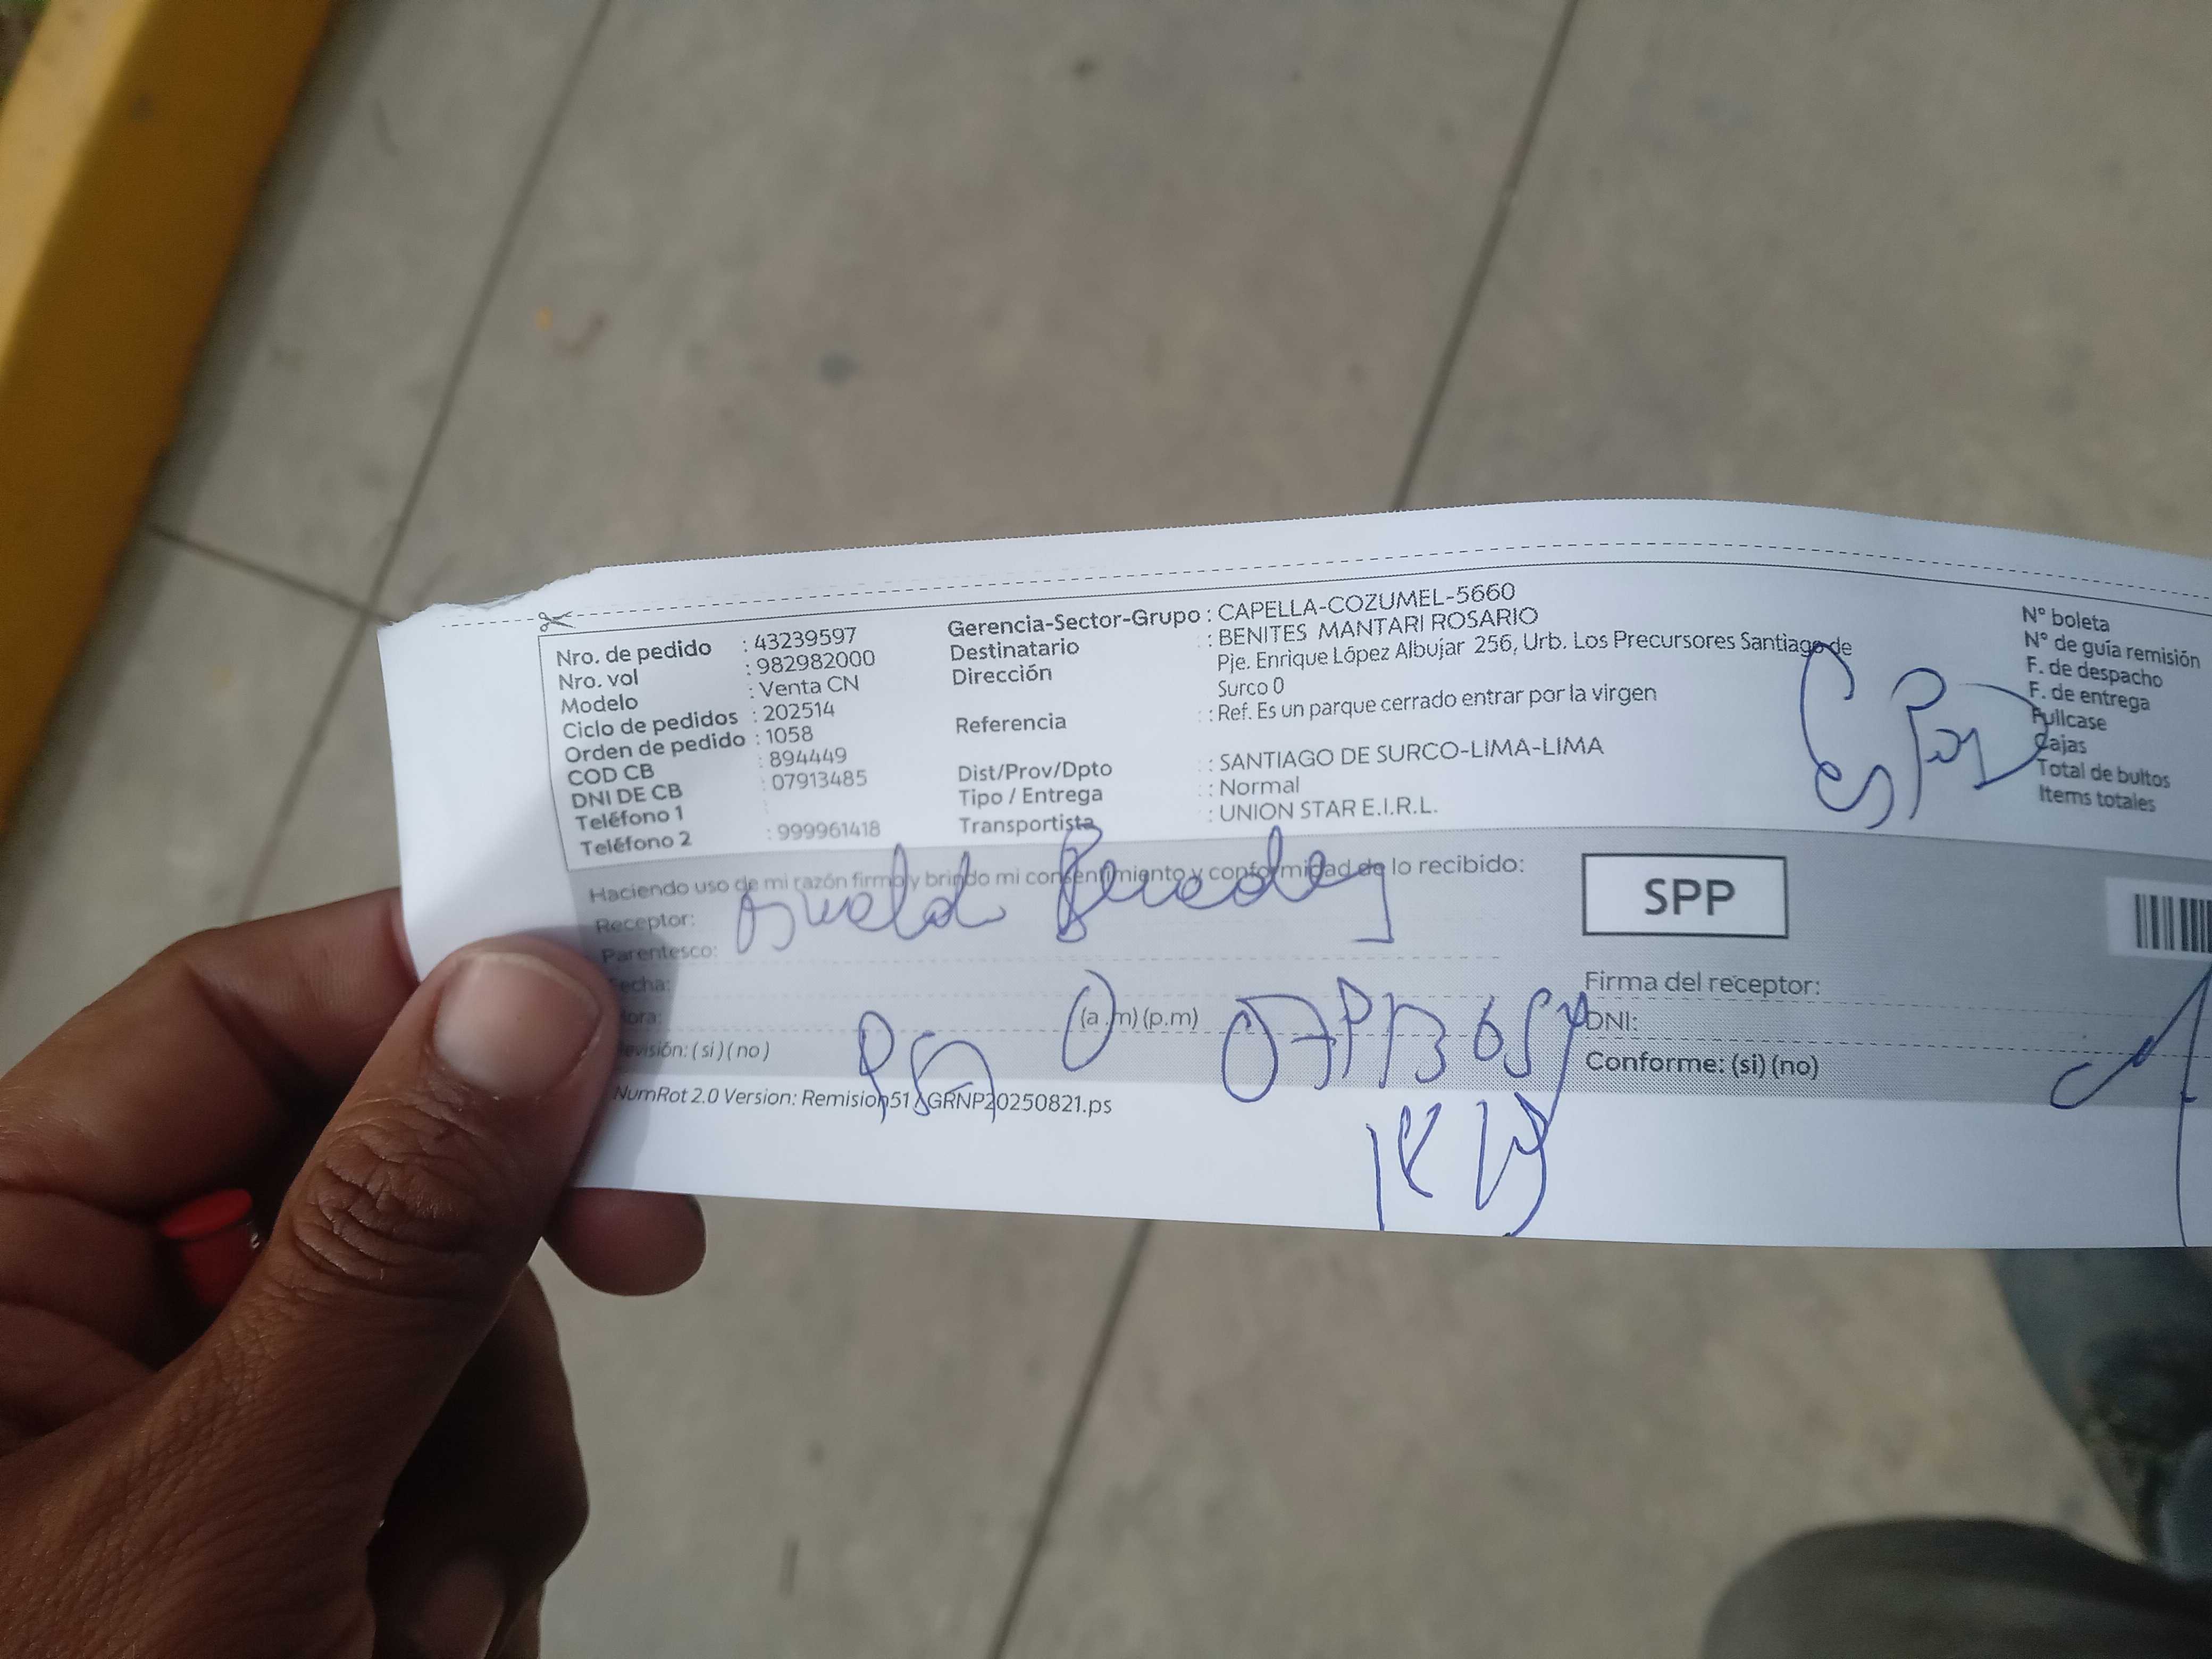 Nro. de pedido : 43239597
Nro. vol : 982982000
Modelo : Venta CN
Ciclo de pedidos : 202514
Orden de pedido : 1058
COD CB : 894449
DNI DE CB : 07913485
Teléfono 1 :
Teléfono 2 : 999961418
Gerencia-Sector-Grupo : CAPELLA-COZUMEL-5660
Destinatario : BENITES MANTARI ROSARIO
Dirección : Pje. Enrique López Albujar 256, Urb. Los Precursores Santiago de
Surco 0
Referencia : Ref. Es un parque cerrado entrar por la virgen
Dist/Prov/Dpto : SANTIAGO DE SURCO-LIMA-LIMA
Tipo / Entrega : Normal
Transportista : UNION STAR E.I.R.L.
N° boleta
N° de guía remisión
F. de despacho
F. de entrega
Fullcase
Cajas
Total de bultos
Items totales
Haciendo uso de mi razón firmo y brindo mi consentimiento y conformidad de lo recibido:
Receptor:
Parentesco:
Fecha:
Hora: (a.m) (p.m)
Revisión: (si) (no)
SPP
Firma del receptor:
DNI:
Conforme: (si) (no)
NumRot 2.0 Version: Remision51 GRNP20250821.ps